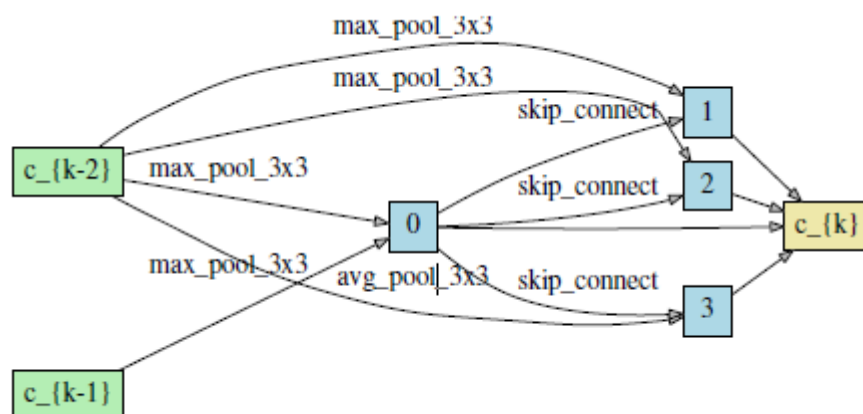 max_pool_3x3
max_pool_3x3
skip_connect
1
c_{k-2}
max_pool_3x3
skip_connect
2
0
c_{k}
max_pool_3x3
avg_pool_3x3
skip_connect
3
c_{k-1}